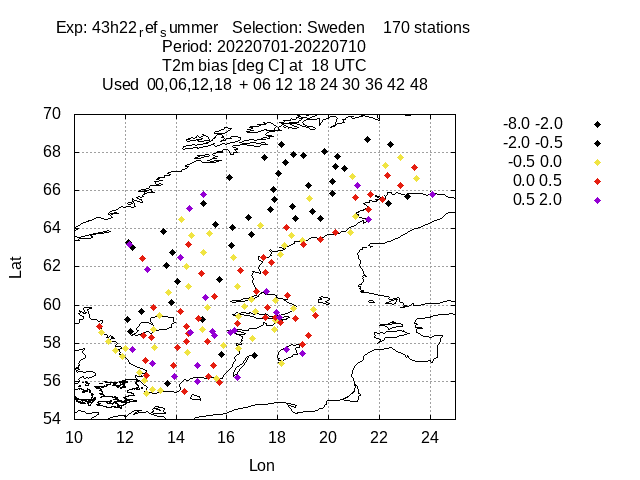 Exp: 43h22refsummer Selection: Sweden 170 stations
Period: 20220701-20220710
T2m bias [deg C] at 18 UTC
Used 00,06,12,18 + 06 12 18 24 30 36 42 48
70
68
66
64
62
60
58
56
54
Lat
10 12 14 16 18 20 22 24
Lon
-8.0 -2.0
-2.0 -0.5
-0.5 0.0
0.0 0.5
0.5 2.0